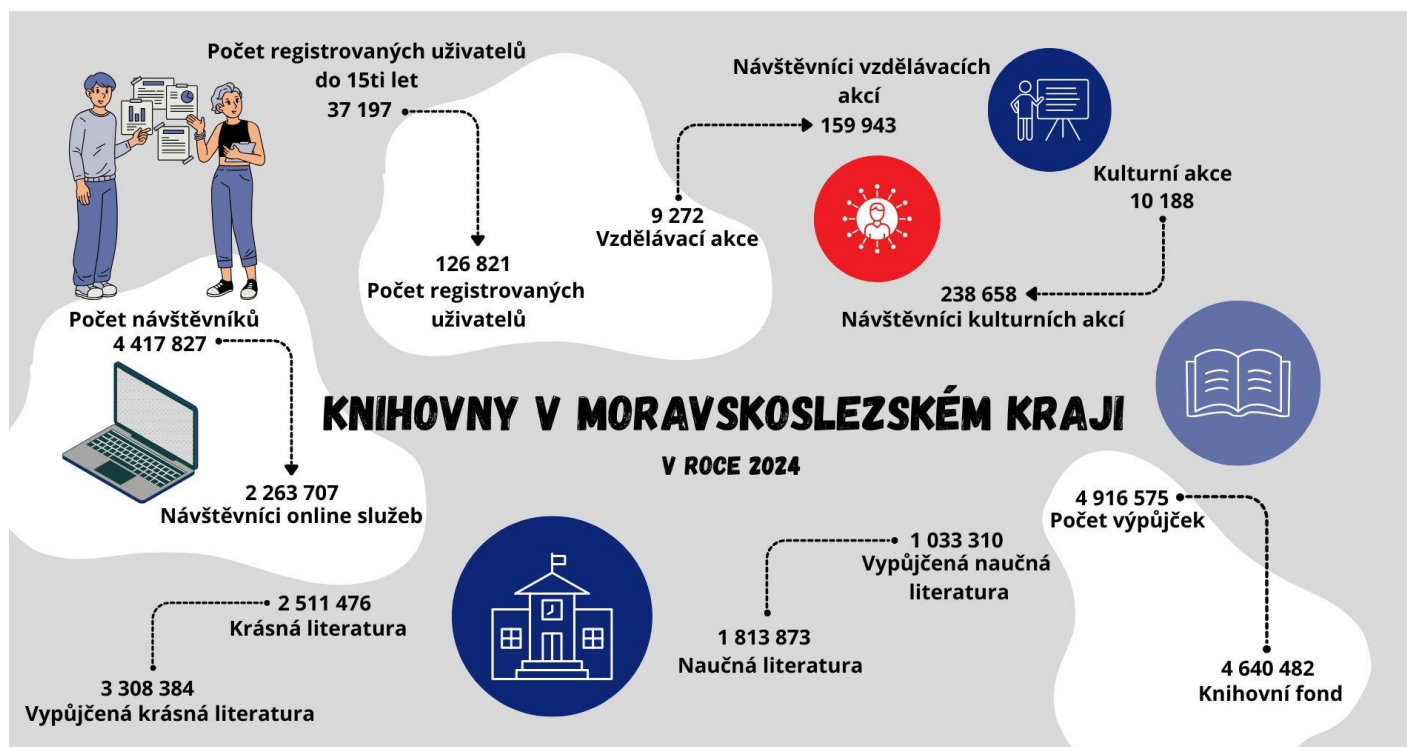 Počet registrovaných uživatelů
do 15ti let
37 197
126 821
Počet registrovaných
uživatelů
Návštěvníci vzdělávacích
akcí
159 943
9 272
Vzdělávací akce
Kulturní akce
10 188
238 658
Návštěvníci kulturních akcí
Počet návštěvníků
4 417 827
2 263 707
Návštěvníci online služeb
KNIHOVNY V MORAVSKOSLEZSKÉM KRAJI
V ROCE 2024
4 916 575
Počet výpůjček
4 640 482
Knihovní fond
1 033 310
Vypůjčená naučná
literatura
1 813 873
Naučná literatura
2 511 476
Krásná literatura
3 308 384
Vypůjčená krásná literatura